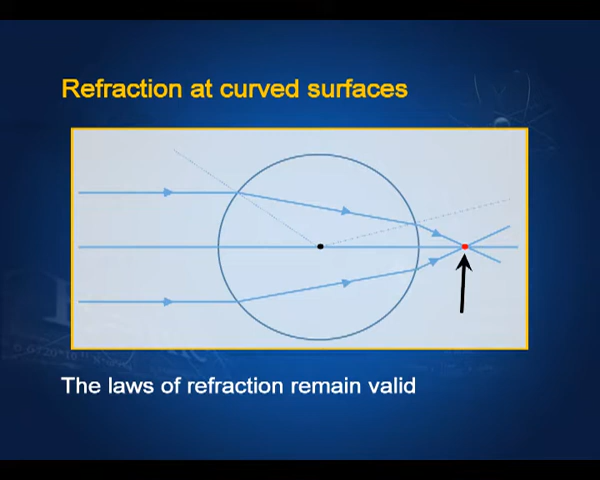 Refraction at curved surfaces
The laws of refraction remain valid